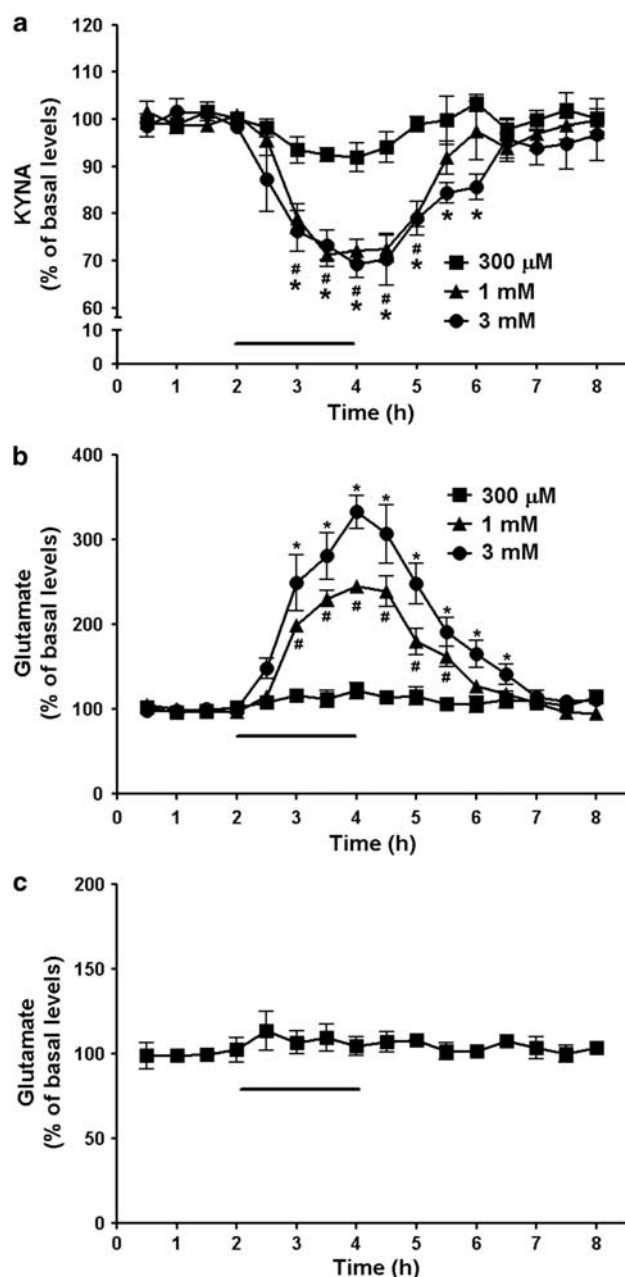 a
120
110
100
90
80
70
60
10
0
KYNA
(% of basal levels)
# # # # #
* * * * * *
300 µM
1 mM
3 mM
0 1 2 3 4 5 6 7 8
Time (h)
b
400
300
200
100
0
Glutamate
(% of basal levels)
* * * * * * * *
# # # # # #
300 µM
1 mM
3 mM
0 1 2 3 4 5 6 7 8
Time (h)
c
200
150
100
50
0
Glutamate
(% of basal levels)
0 1 2 3 4 5 6 7 8
Time (h)